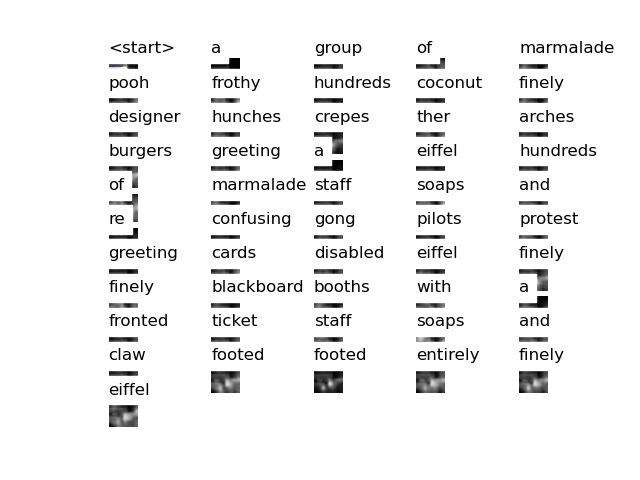 <start> a group of marmalade
pooh frothy hundreds coconut finely
designer hunches crepes ther arches
burgers greeting a eiffel hundreds
of marmalade staff soaps and
re confusing gong pilots protest
greeting cards disabled eiffel finely
finely blackboard booths with a
fronted ticket staff soaps and
claw footed footed entirely finely
eiffel